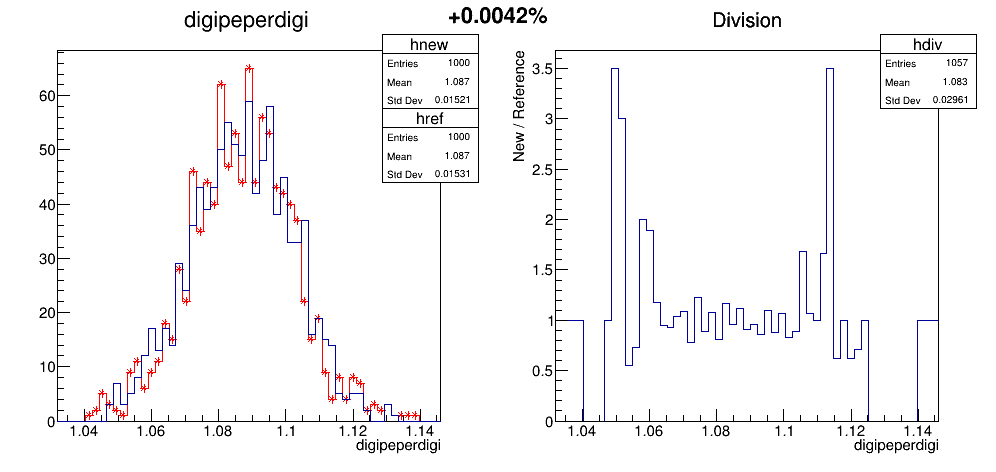 digipeperdigi
+0.0042%
Division
hnew
Entries 1000
Mean 1.087
Std Dev 0.01521
href
Entries 1000
Mean 1.087
Std Dev 0.01531
60
50
40
30
20
10
0
1.04 1.06 1.08 1.1 1.12 1.14
digipeperdigi
hdiv
Entries 1057
Mean 1.083
Std Dev 0.02961
New / Reference
3.5
3
2.5
2
1.5
1
0.5
0
1.04 1.06 1.08 1.1 1.12 1.14
digipeperdigi